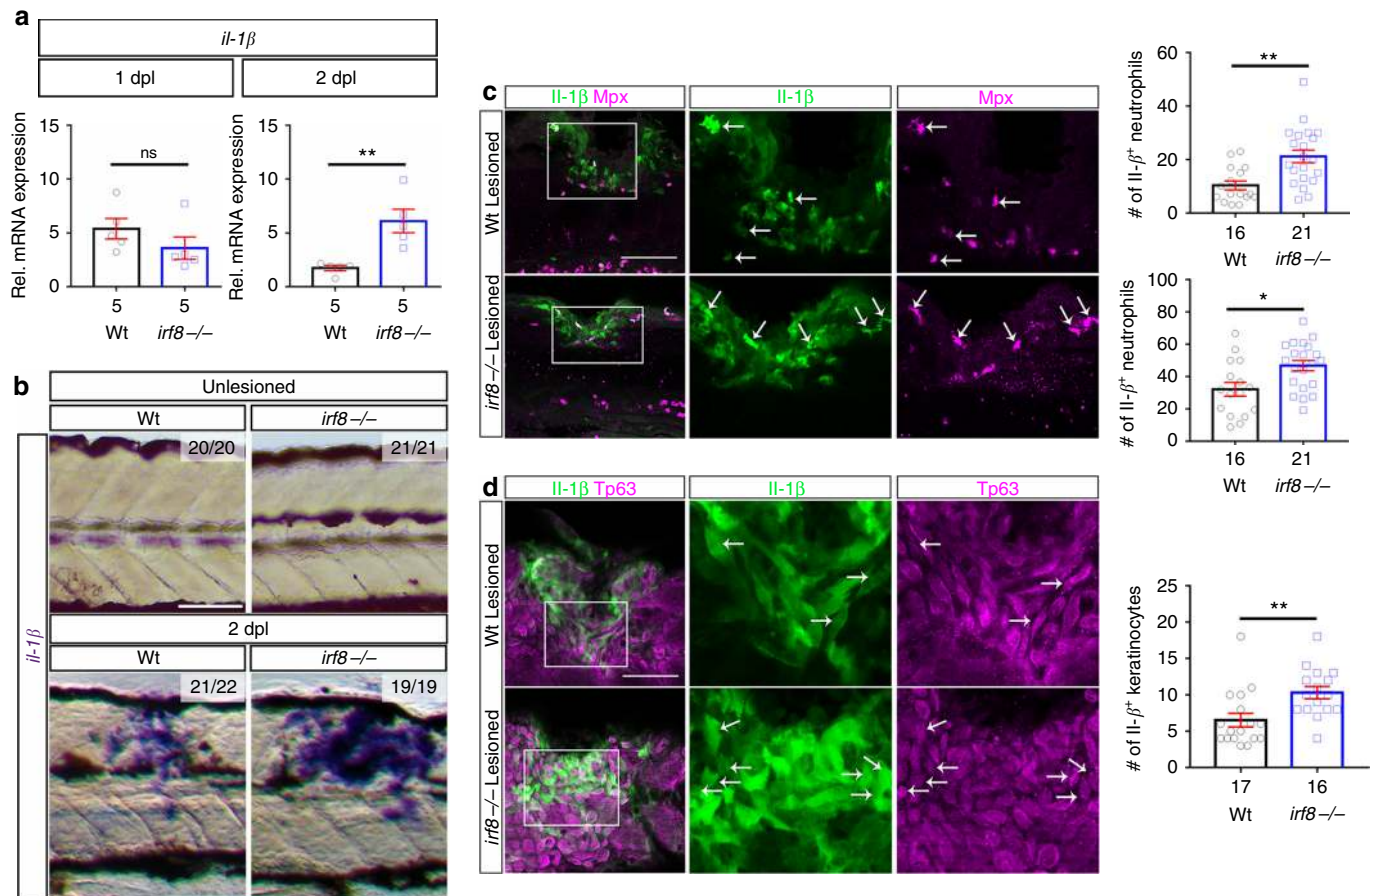 a
il-1β
1 dpl
2 dpl
Rel. mRNA expression
15
10
5
0
ns
5
5
Wt
irf8–/–
Rel. mRNA expression
15
10
5
0
**
5
5
Wt
irf8–/–
b
Unlesioned
Wt
irf8–/–
20/20
21/21
il-1β
2 dpl
Wt
irf8–/–
21/22
19/19
c
Il-1β Mpx
Il-1β
Mpx
Wt Lesioned
irf8–/– Lesioned
# of Il-β+ neutrophils
60
40
20
0
**
16
21
Wt
irf8–/–
# of Il-β+ neutrophils
100
80
60
40
20
0
*
16
21
Wt
irf8–/–
d
Il-1β Tp63
Il-1β
Tp63
Wt Lesioned
irf8–/– Lesioned
# of Il-β+ keratinocytes
25
20
15
10
5
0
**
17
16
Wt
irf8–/–